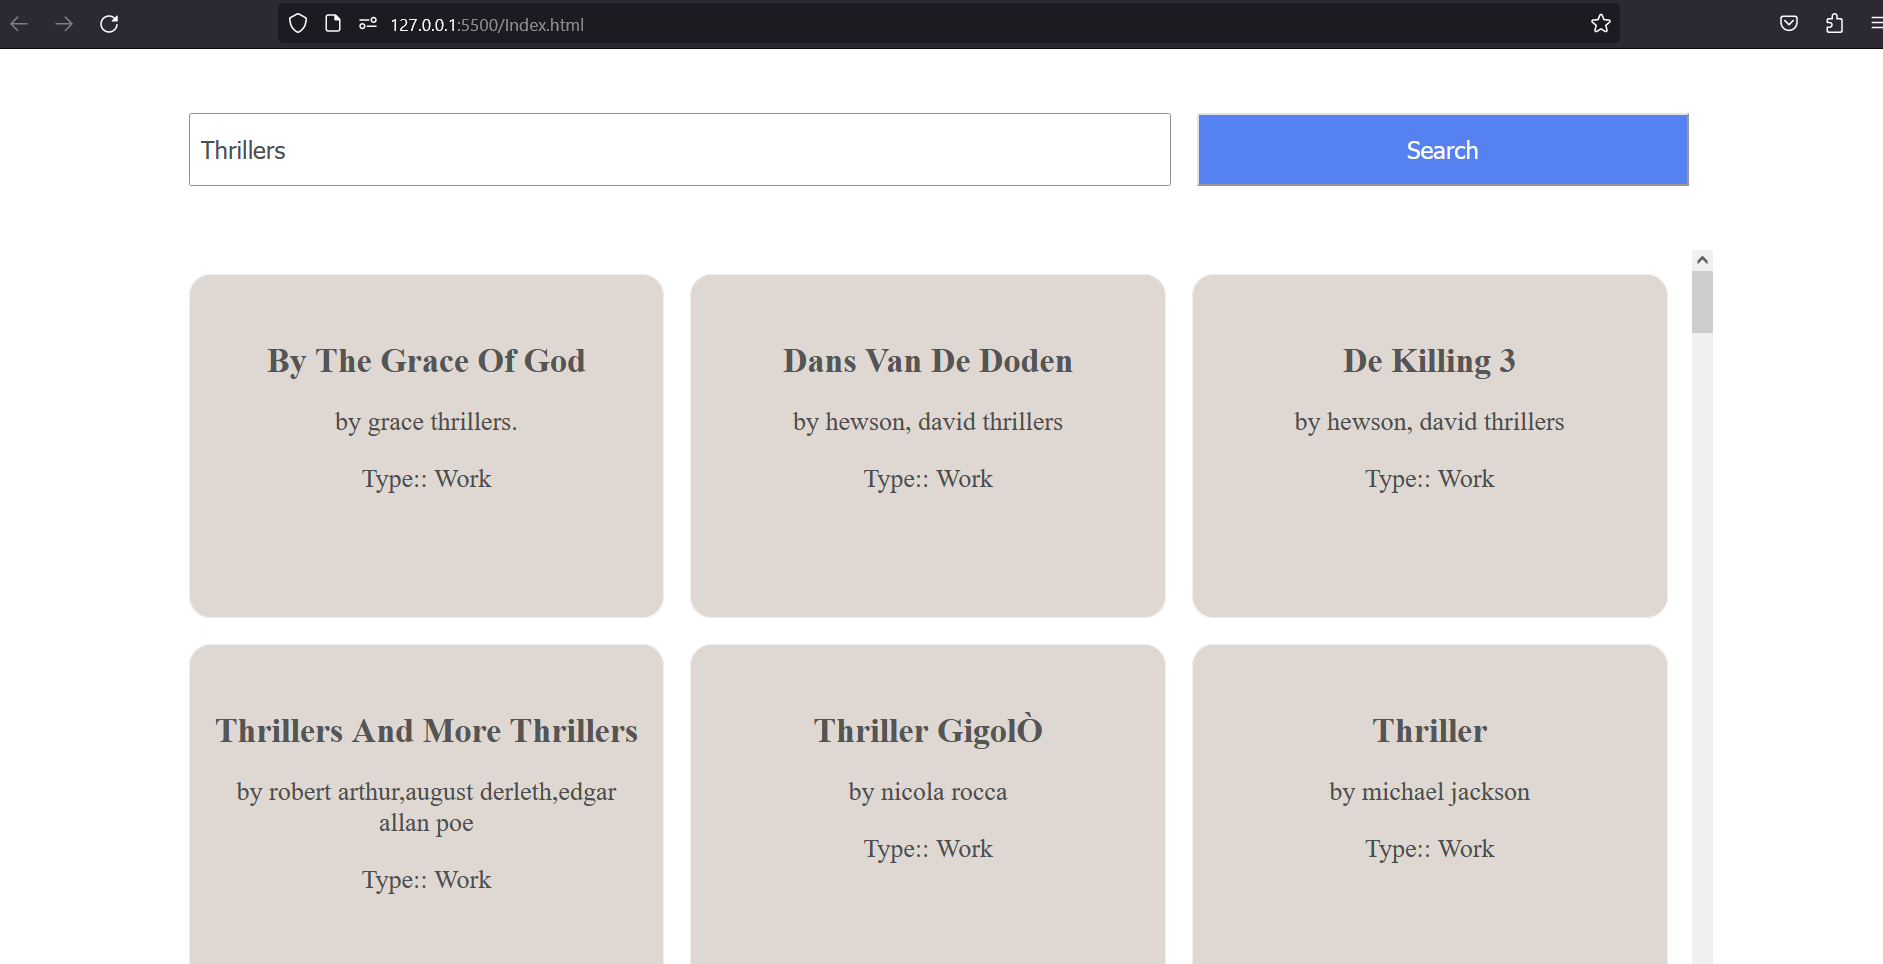 127.0.0.1:5500/Index.html
Thrillers
Search
By The Grace Of God
by grace thrillers.
Type:: Work
Dans Van De Doden
by hewson, david thrillers
Type:: Work
De Killing 3
by hewson, david thrillers
Type:: Work
Thrillers And More Thrillers
by robert arthur,august derleth,edgar
allan poe
Type:: Work
Thriller GigolÒ
by nicola rocca
Type:: Work
Thriller
by michael jackson
Type:: Work